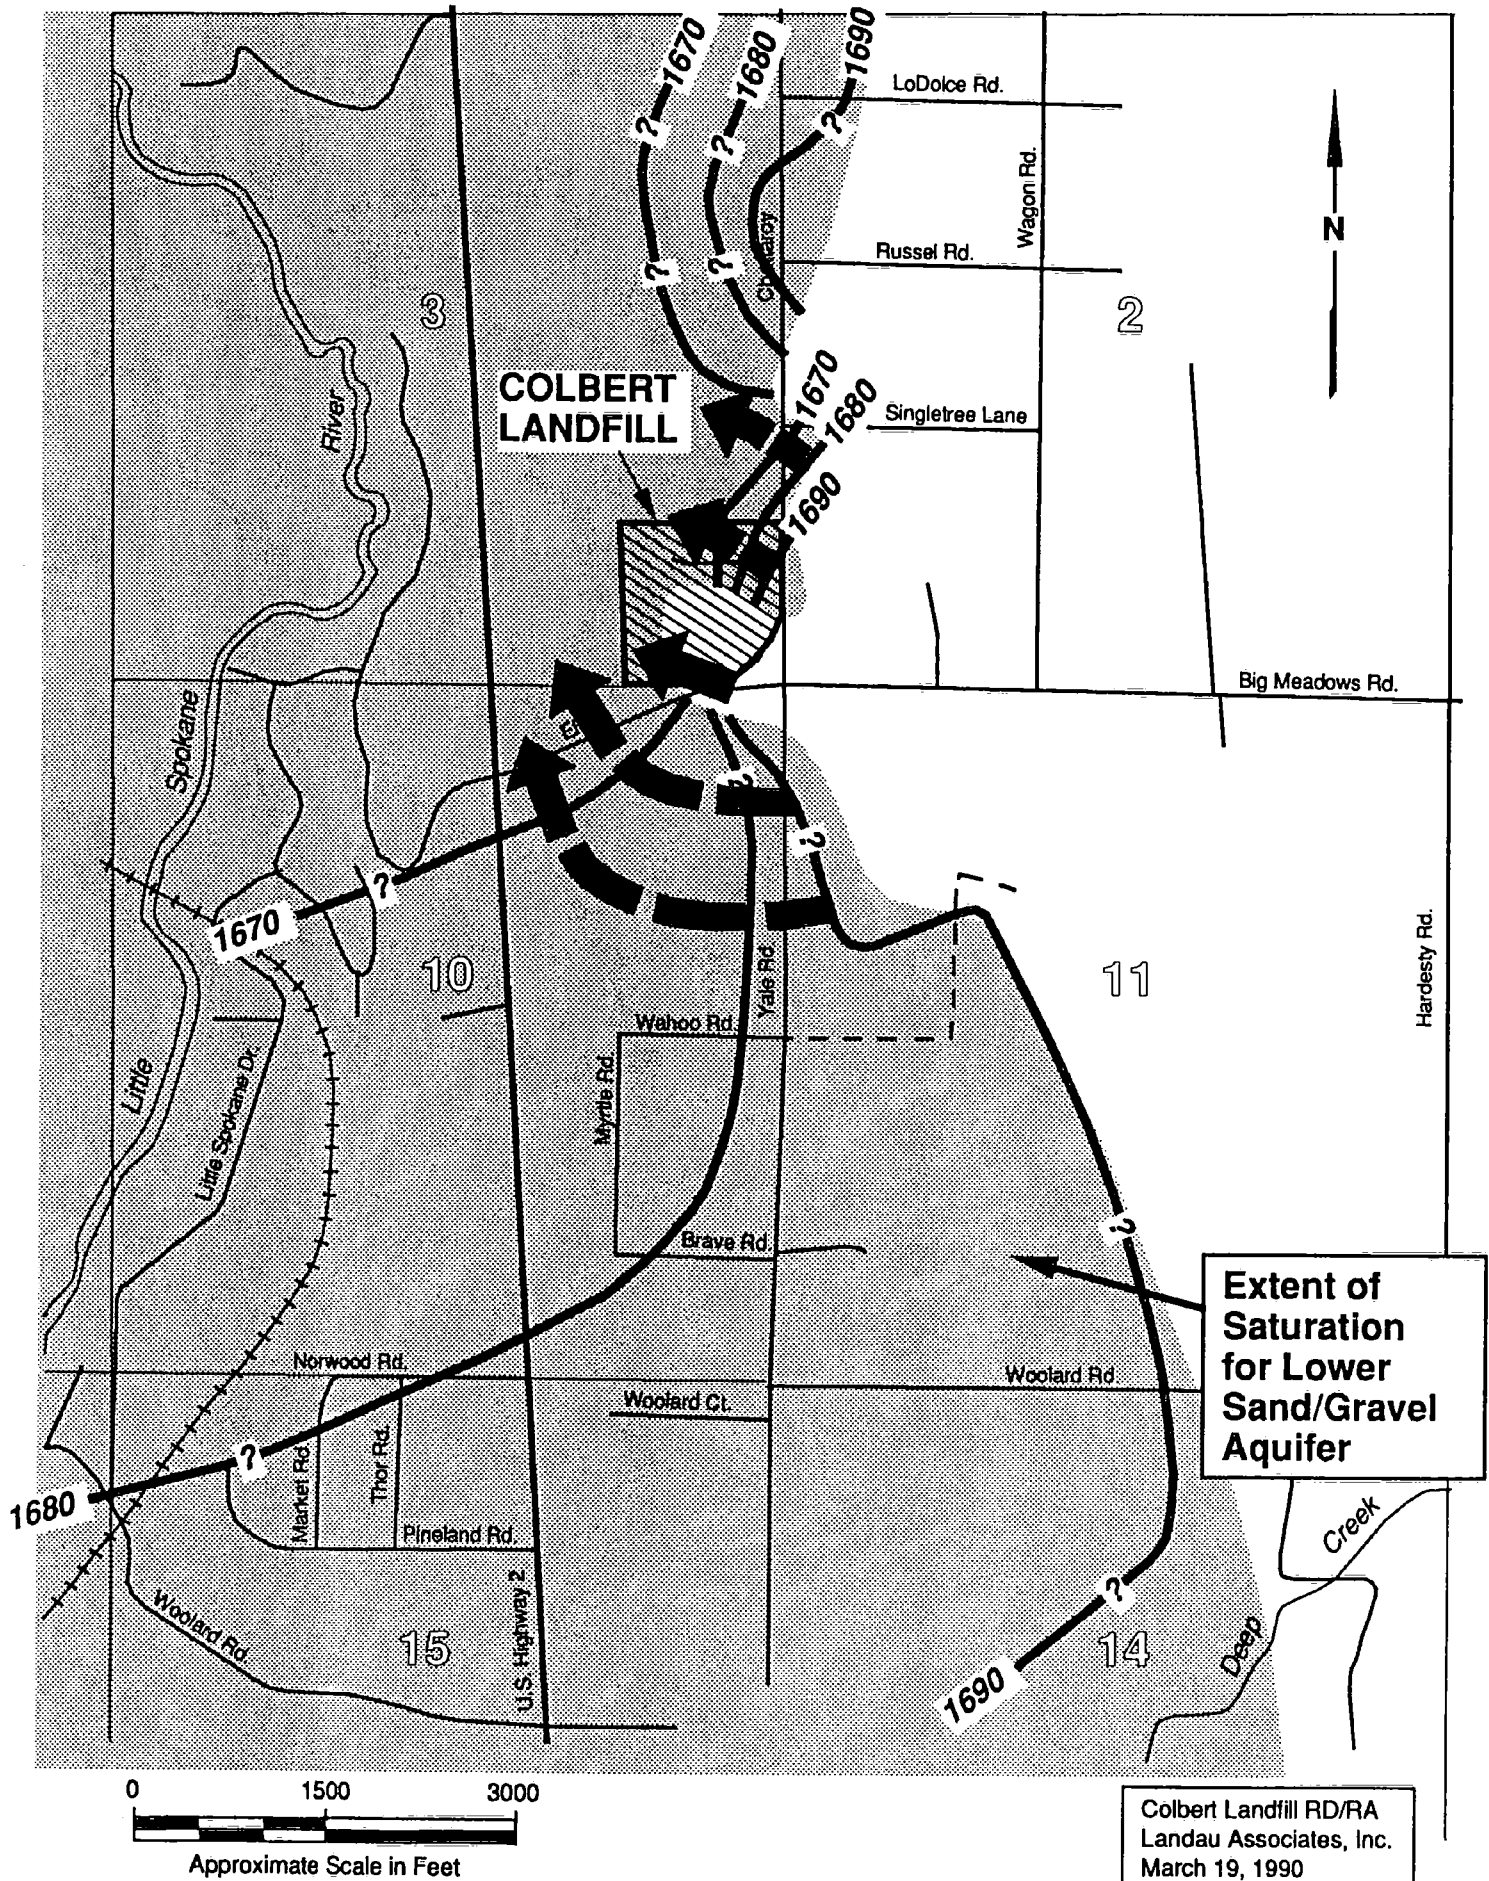 1670
1680
1690
LoDolce Rd.
?
?
?
Wagon Rd.
N
Russel Rd.
?
?
3
2
COLBERT
LANDFILL
1670
1680
Singletree Lane
River
1690
Big Meadows Rd.
Spokane
?
?
?
1670
10
11
Hardesty Rd.
Yale Rd
Wahoo Rd.
Little
Little Spokane Dr.
Myrtle Rd
?
Brave Rd
Extent of
Saturation
for Lower
Sand/Gravel
Aquifer
Norwood Rd.
Woolard Rd.
Woolard Ct.
?
1680
Market Rd
Thor Rd.
Pineland Rd.
Creek
?
Woolard Rd.
U.S. Highway 2
15
14
Deep
1690
0 1500 3000
Approximate Scale in Feet
Colbert Landfill RD/RA
Landau Associates, Inc.
March 19, 1990